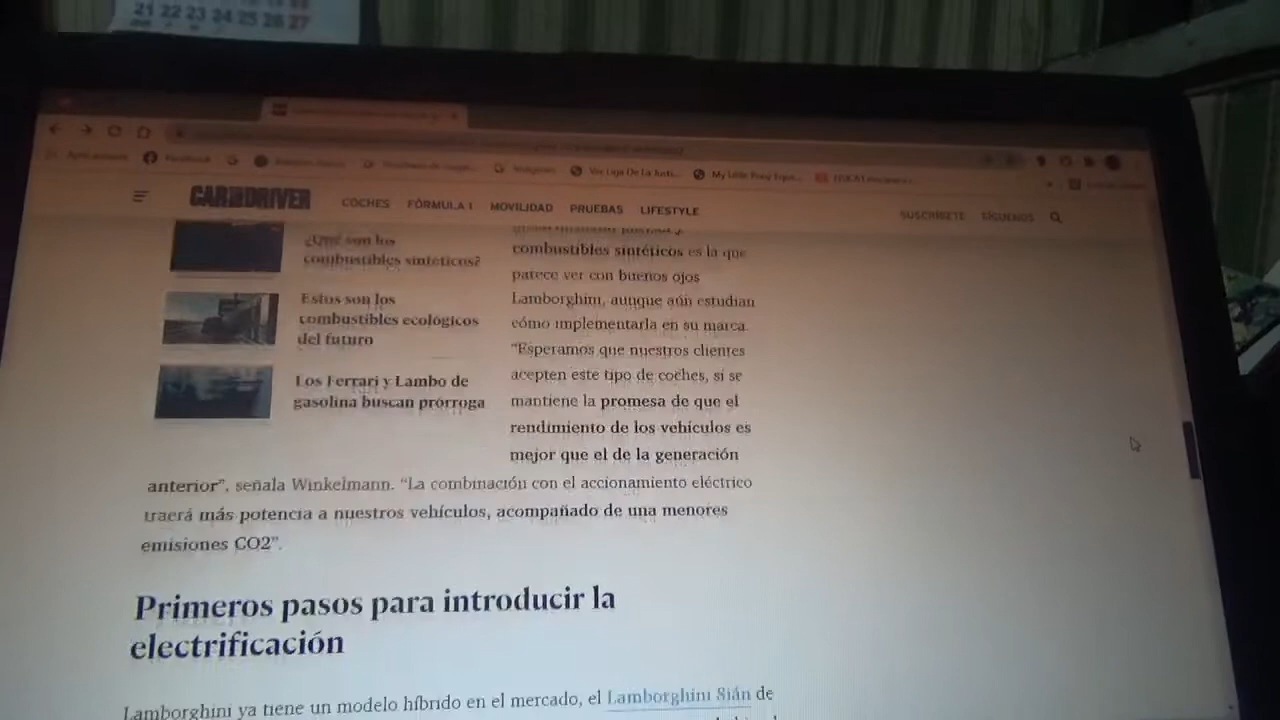 21 22 23 24 25 26 27
Facebook
Ver Liga De La Justi...
My Little Pony Eque...
CAR AND DRIVER
COCHES FÓRMULA 1 MOVILIDAD PRUEBAS LIFESTYLE
SUSCRÍBETE SÍGUENOS
¿Qué son los
combustibles sintéticos?
Estos son los
combustibles ecológicos
del futuro
Los Ferrari y Lambo de
gasolina buscan prórroga
combustibles sintéticos es la que
parece ver con buenos ojos
Lamborghini, aunque aún estudian
cómo implementarla en su marca.
"Esperamos que nuestros clientes
acepten este tipo de coches, si se
mantiene la promesa de que el
rendimiento de los vehículos es
mejor que el de la generación
anterior", señala Winkelmann. "La combinación con el accionamiento eléctrico
traerá más potencia a nuestros vehículos, acompañado de una menores
emisiones CO2".
Primeros pasos para introducir la
electrificación
Lamborghini ya tiene un modelo híbrido en el mercado, el Lamborghini Sián de